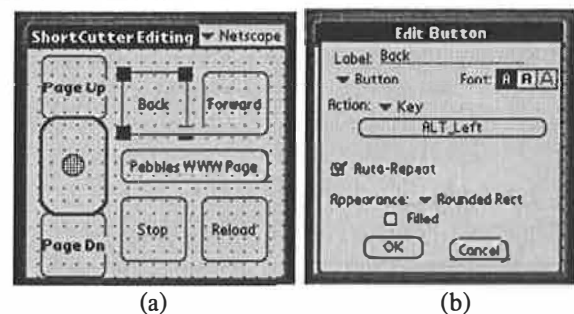 ShortCutter Editing Netscape
Page Up
Back
Forward
Pebbles WWW Page
Page Dn
Stop
Reload
(a)
Edit Button
Label: Back
Button Font: A A A
Action: Key
ALT_Left
Auto-Repeat
Appearance: Rounded Rect
Filled
OK Cancel
(b)